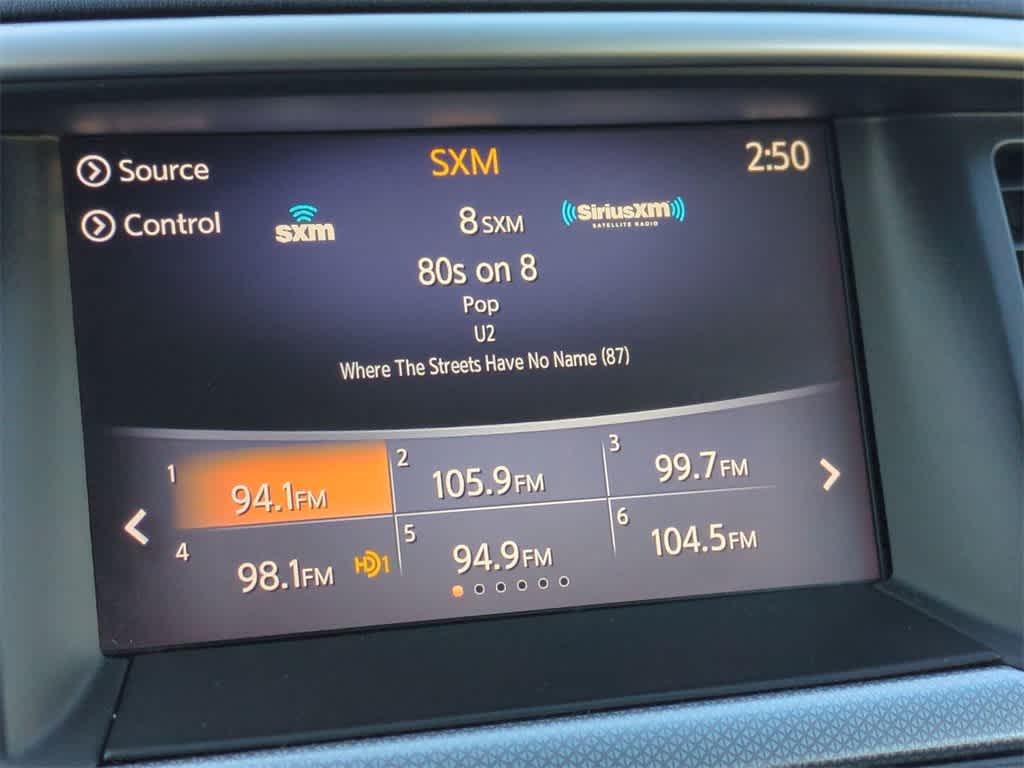 Source
SXM
2:50
Control
sxm
8 SXM
SiriusXM
SATELLITE RADIO
80s on 8
Pop
U2
Where The Streets Have No Name (87)
1
94.1FM
2
105.9FM
3
99.7FM
4
98.1FM HD1
5
94.9FM
6
104.5FM